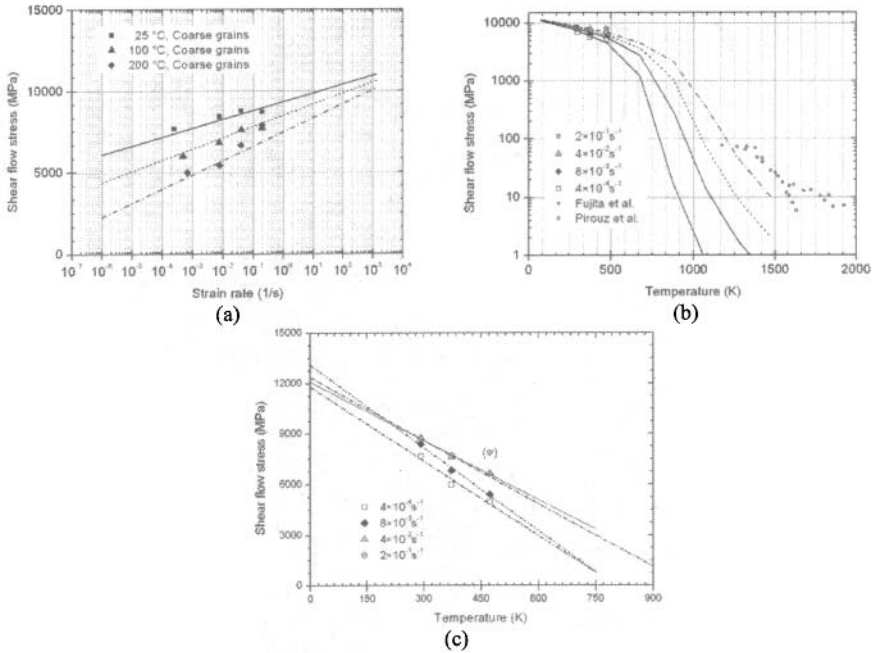 15000
10000
5000
0
Shear flow stress (MPa)
25 °C, Coarse grains
100 °C, Coarse grains
200 °C, Coarse grains
10⁻⁷ 10⁻⁶ 10⁻⁵ 10⁻⁴ 10⁻³ 10⁻² 10⁻¹ 10⁰ 10¹ 10² 10³ 10⁴
Strain rate (1/s)
(a)
10000
1000
100
10
1
Shear flow stress (MPa)
2×10⁻¹s⁻¹
4×10⁻²s⁻¹
8×10⁻³s⁻¹
4×10⁻⁴s⁻¹
Fujita et al.
Pirouz et al.
0 500 1000 1500 2000
Temperature (K)
(b)
15000
12000
9000
6000
3000
0
Shear flow stress (MPa)
4×10⁻⁴s⁻¹
8×10⁻³s⁻¹
4×10⁻²s⁻¹
2×10⁻¹s⁻¹
0 150 300 450 600 750 900
Temperature (K)
(c)